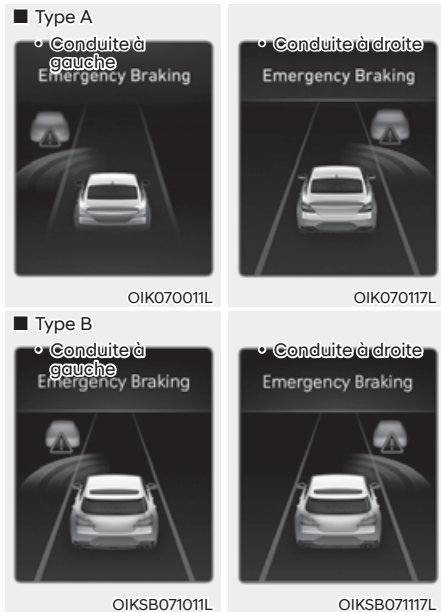 ■ Type A
• Conduite à gauche
Emergency Braking
OIK070011L
• Conduite à droite
Emergency Braking
OIK070117L
■ Type B
• Conduite à gauche
Emergency Braking
OIKSB071011L
• Conduite à droite
Emergency Braking
OIKSB071117L